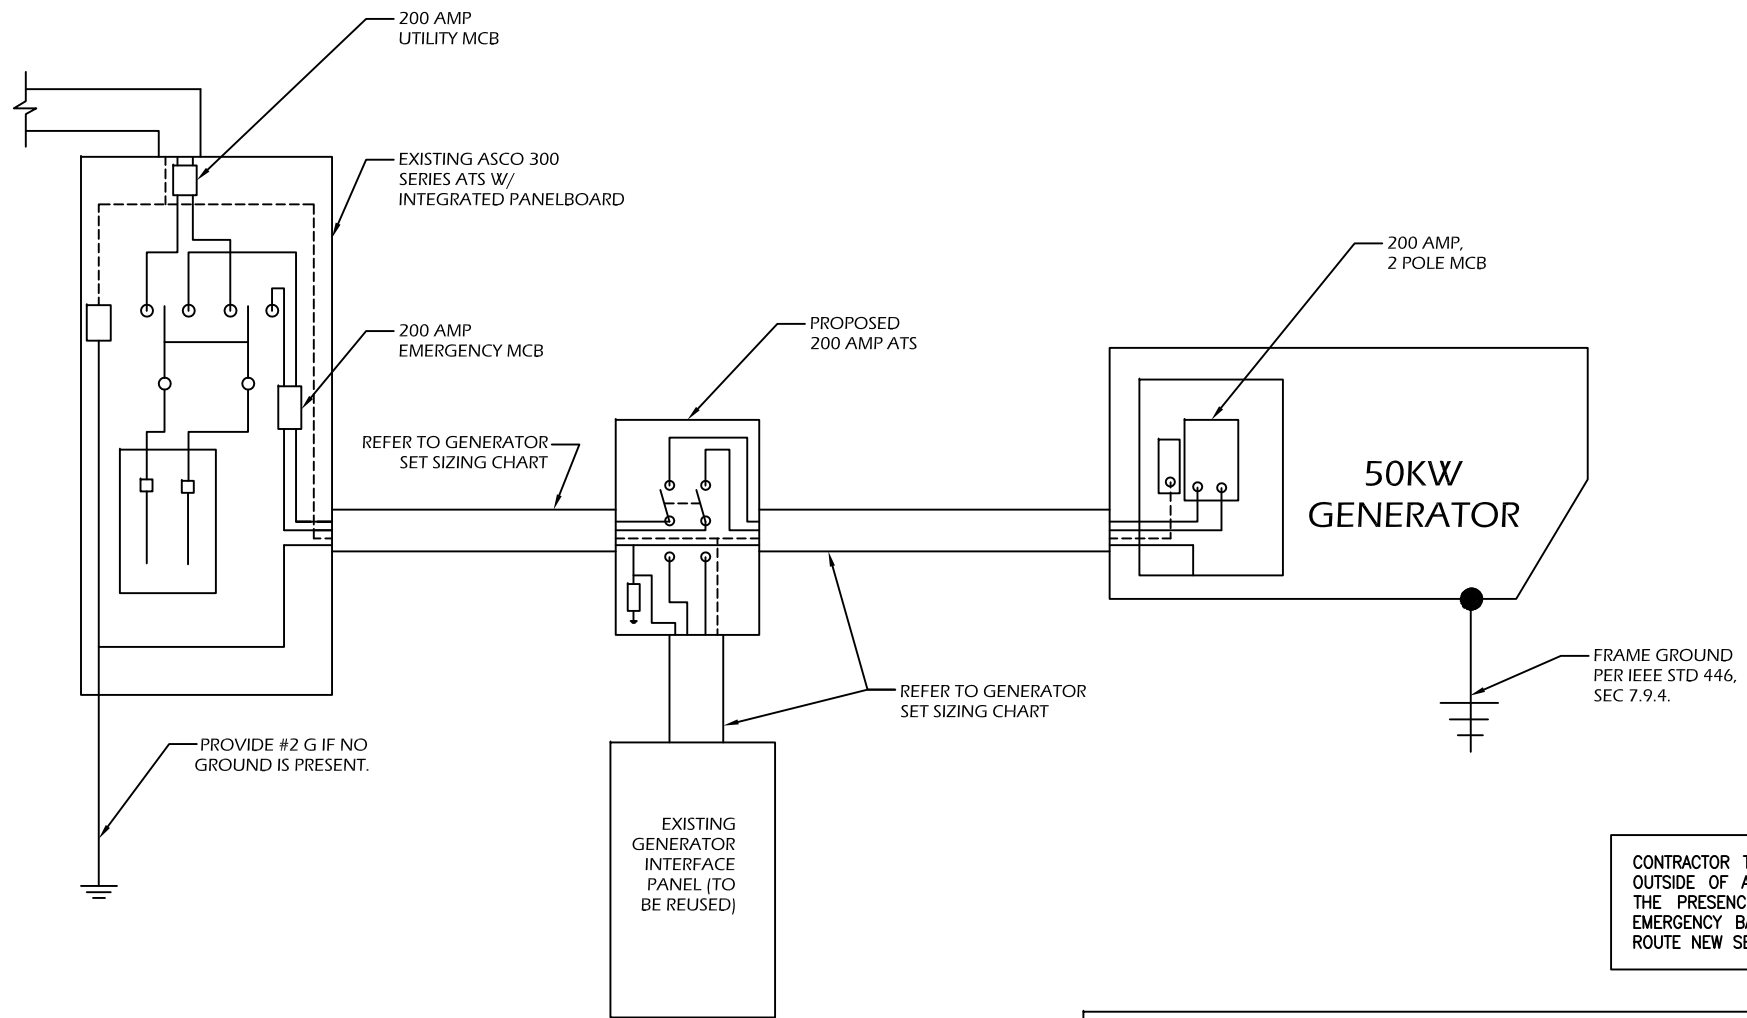 200 AMP
UTILITY MCB
EXISTING ASCO 300
SERIES ATS W/
INTEGRATED PANELBOARD
200 AMP
EMERGENCY MCB
REFER TO GENERATOR
SET SIZING CHART
PROPOSED
200 AMP ATS
200 AMP,
2 POLE MCB
50KW
GENERATOR
FRAME GROUND
PER IEEE STD 446,
SEC 7.9.4.
REFER TO GENERATOR
SET SIZING CHART
PROVIDE #2 G IF NO
GROUND IS PRESENT.
EXISTING
GENERATOR
INTERFACE
PANEL (TO
BE REUSED)
CONTRACTOR
OUTSIDE OF
THE
EMERGENCY
ROUTE NEW